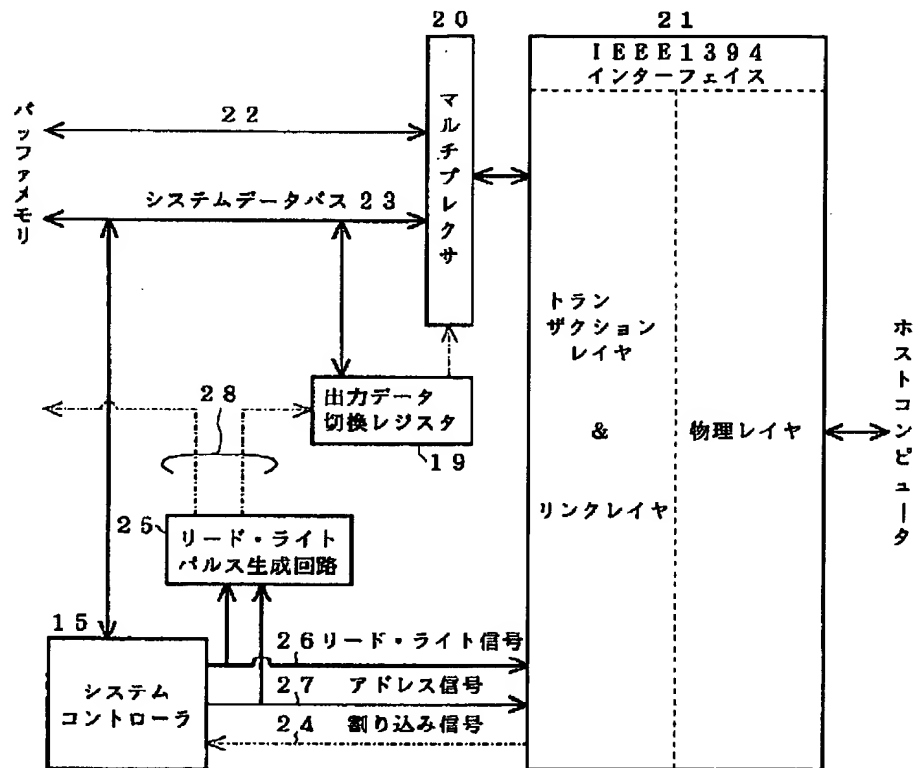 20
21
IEEE1394
インターフェイス
バッファメモリ
22
マルチプレクサ
システムデータバス 23
トラン
ザクション
レイヤ
&
リンクレイヤ
物理レイヤ
ホストコンピュータ
28
出力データ
切換レジスタ
19
25
リード・ライト
パルス生成回路
15
システム
コントローラ
26 リード・ライト信号
27 アドレス信号
24 割り込み信号